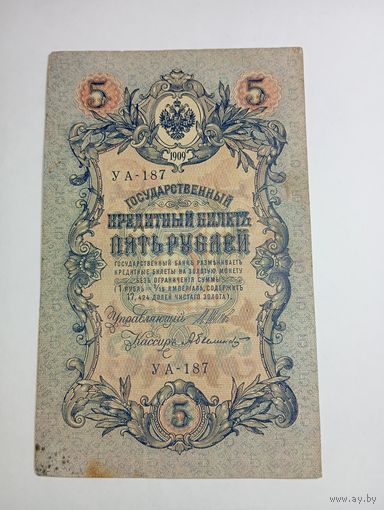 5 5
1909
УА-187
ГОСУДАРСТВЕННЫЙ
КРЕДИТНЫЙ БИЛЕТЪ
ПЯТЬ РУБЛЕЙ
ГОСУДАРСТВЕННЫЙ БАНКЪ РАЗМѢНИВАЕТЪ
КРЕДИТНЫЕ БИЛЕТЫ НА ЗОЛОТУЮ МОНЕТУ
БЕЗЪ ОГРАНИЧЕНІЯ СУММЫ
(1 РУБЛЬ = 1/15 ИМПЕРІАЛА, СОДЕРЖИТЪ
17,424 ДОЛЕЙ ЧИСТАГО ЗОЛОТА).
Управляющій
Кассиръ
УА-187
5
www.ay.by